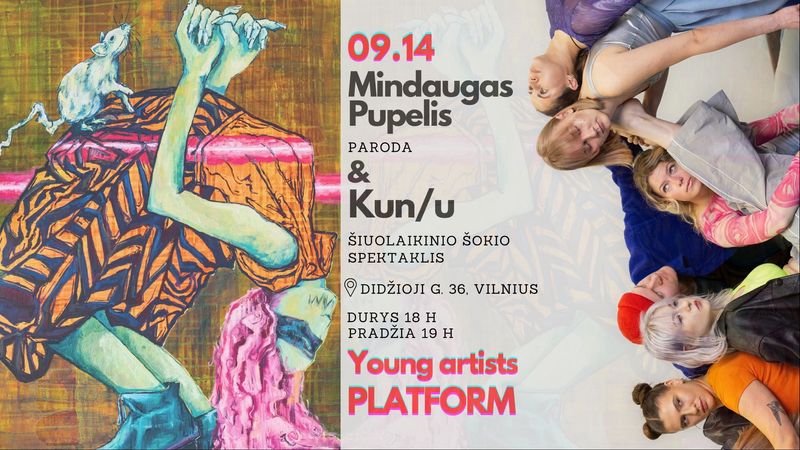 09.14
Mindaugas
Pupelis
PARODA
&
Kun/u
ŠIUOLAIKINIO ŠOKIO
SPEKTAKLIS
DIDŽIOJI G. 36, VILNIUS
DURYS 18 H
PRADŽIA 19 H
Young artists
PLATFORM